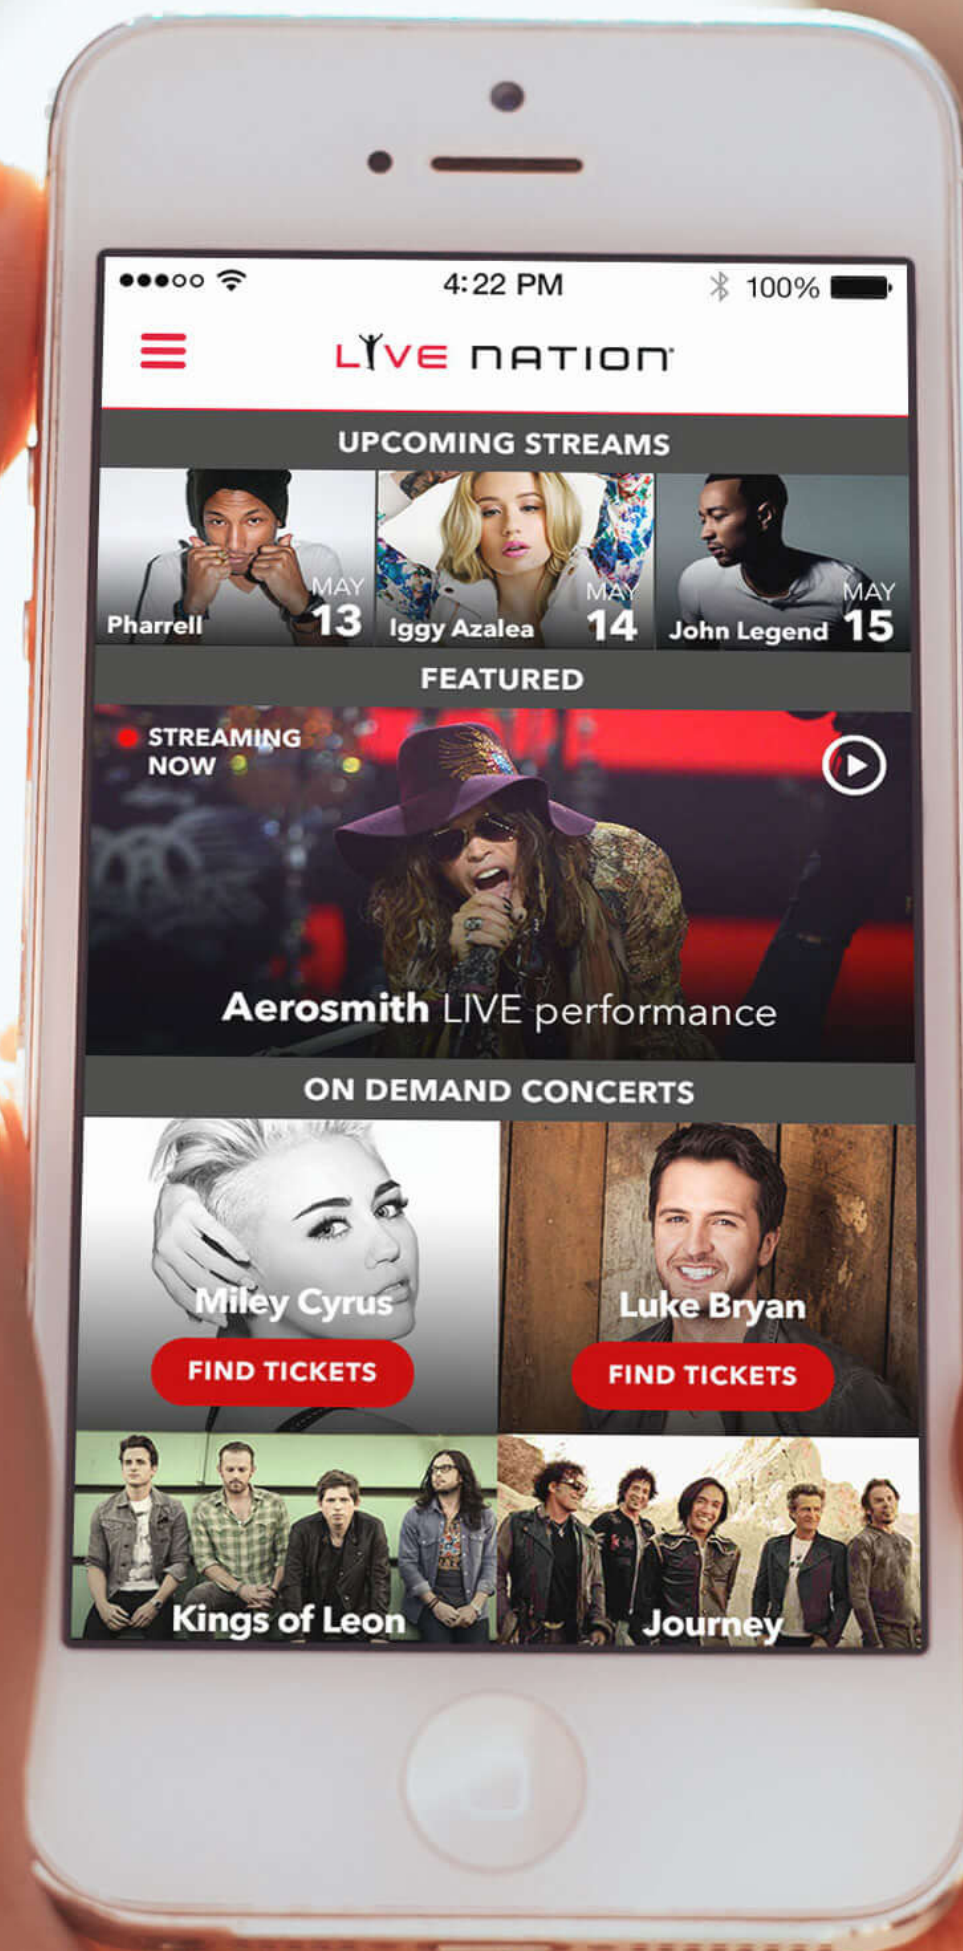 4:22 PM
100%
LIVE NATION
UPCOMING STREAMS
Pharrell
MAY
13
Iggy Azalea
MAY
14
John Legend
MAY
15
FEATURED
STREAMING
NOW
Aerosmith LIVE performance
ON DEMAND CONCERTS
Miley Cyrus
FIND TICKETS
Luke Bryan
FIND TICKETS
Kings of Leon
Journey